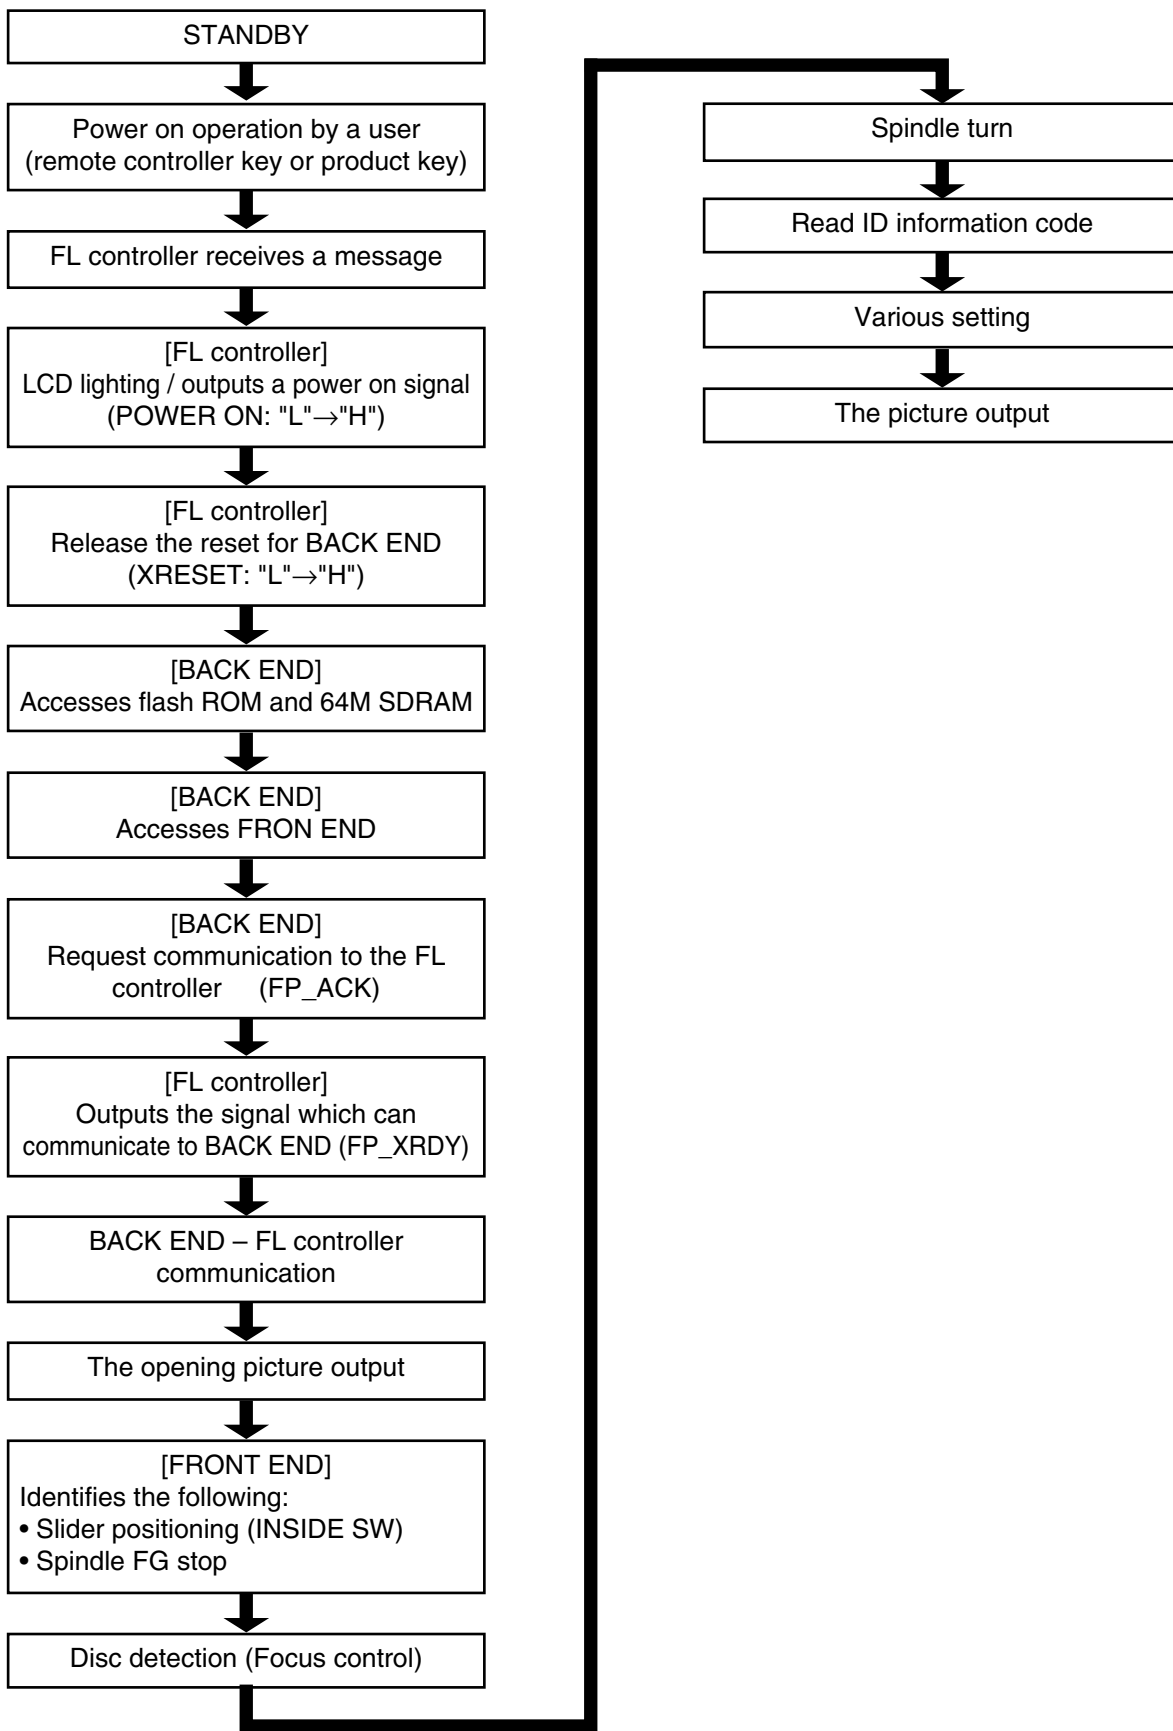 STANDBY
Power on operation by a user
(remote controller key or product key)
FL controller receives a message
[FL controller]
LCD lighting / outputs a power on signal
(POWER ON: "L"→"H")
[FL controller]
Release the reset for BACK END
(XRESET: "L"→"H")
[BACK END]
Accesses flash ROM and 64M SDRAM
[BACK END]
Accesses FRON END
[BACK END]
Request communication to the FL
controller (FP_ACK)
[FL controller]
Outputs the signal which can
communicate to BACK END (FP_XRDY)
BACK END – FL controller
communication
The opening picture output
[FRONT END]
Identifies the following:
• Slider positioning (INSIDE SW)
• Spindle FG stop
Disc detection (Focus control)
Spindle turn
Read ID information code
Various setting
The picture output